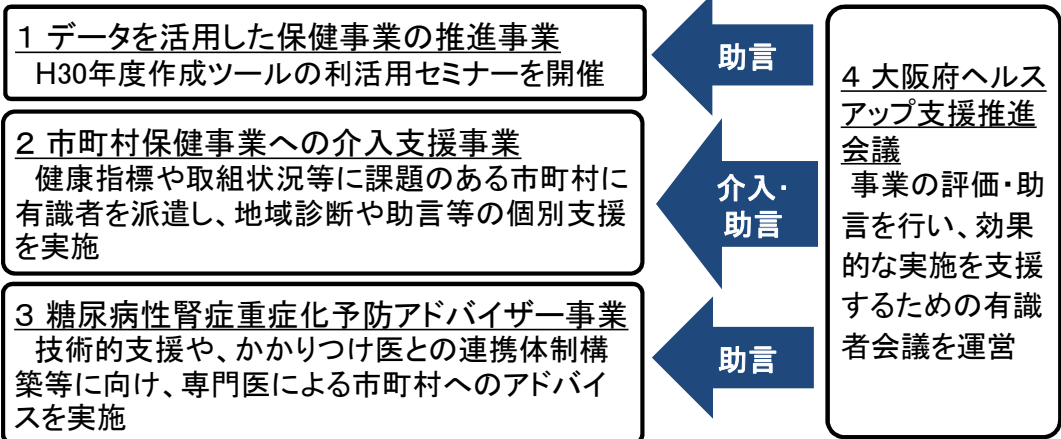 1 データを活用した保健事業の推進事業
H30年度作成ツールの利活用セミナーを開催
助言
2 市町村保健事業への介入支援事業
健康指標や取組状況等に課題のある市町村に
有識者を派遣し、地域診断や助言等の個別支援
を実施
介入・
助言
3 糖尿病性腎症重症化予防アドバイザー事業
技術的支援や、かかりつけ医との連携体制構
築等に向け、専門医による市町村へのアドバイ
スを実施
助言
4 大阪府ヘルス
アップ支援推進
会議
事業の評価・助
言を行い、効果
的な実施を支援
するための有識
者会議を運営